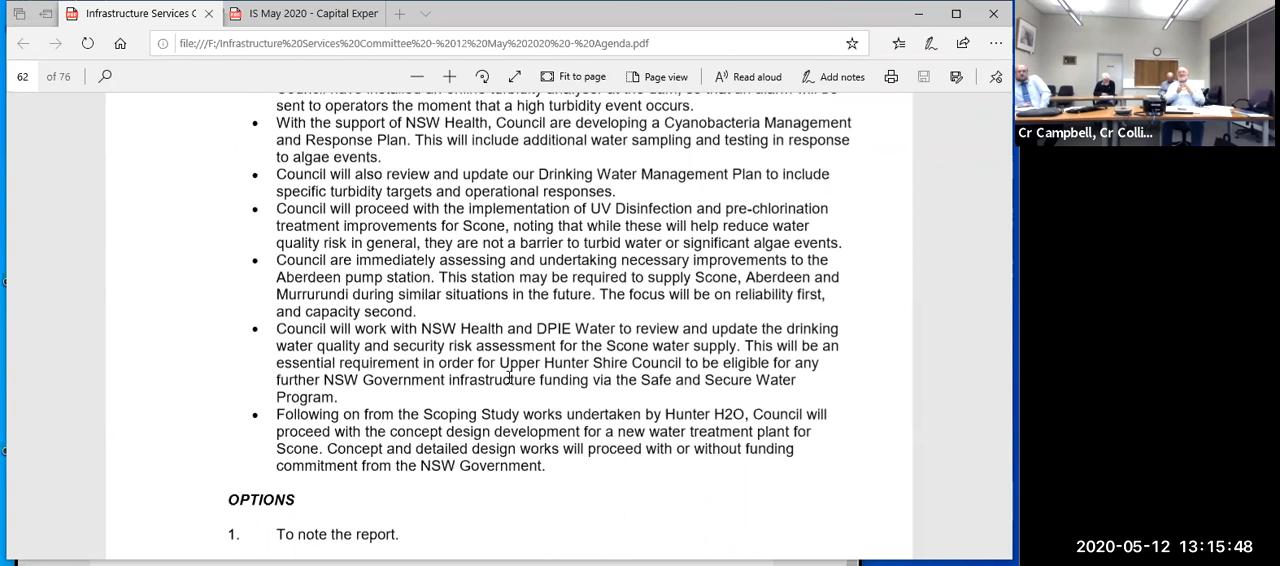 Infrastructure Services C
IS May 2020 - Capital Exper
file:///F:/Infrastructure%20Services%20Committee%20-%2012%20May%202020%20-%20Agenda.pdf
62 of 76
Fit to page
Page view
Read aloud
Add notes
sent to operators the moment that a high turbidity event occurs.
• With the support of NSW Health, Council are developing a Cyanobacteria Management
and Response Plan. This will include additional water sampling and testing in response
to algae events.
• Council will also review and update our Drinking Water Management Plan to include
specific turbidity targets and operational responses.
• Council will proceed with the implementation of UV Disinfection and pre-chlorination
treatment improvements for Scone, noting that while these will help reduce water
quality risk in general, they are not a barrier to turbid water or significant algae events.
• Council are immediately assessing and undertaking necessary improvements to the
Aberdeen pump station. This station may be required to supply Scone, Aberdeen and
Murrurundi during similar situations in the future. The focus will be on reliability first,
and capacity second.
• Council will work with NSW Health and DPIE Water to review and update the drinking
water quality and security risk assessment for the Scone water supply. This will be an
essential requirement in order for Upper Hunter Shire Council to be eligible for any
further NSW Government infrastructure funding via the Safe and Secure Water
Program.
• Following on from the Scoping Study works undertaken by Hunter H2O, Council will
proceed with the concept design development for a new water treatment plant for
Scone. Concept and detailed design works will proceed with or without funding
commitment from the NSW Government.
OPTIONS
1. To note the report.
Cr Campbell, Cr Colli...
2020-05-12 13:15:48